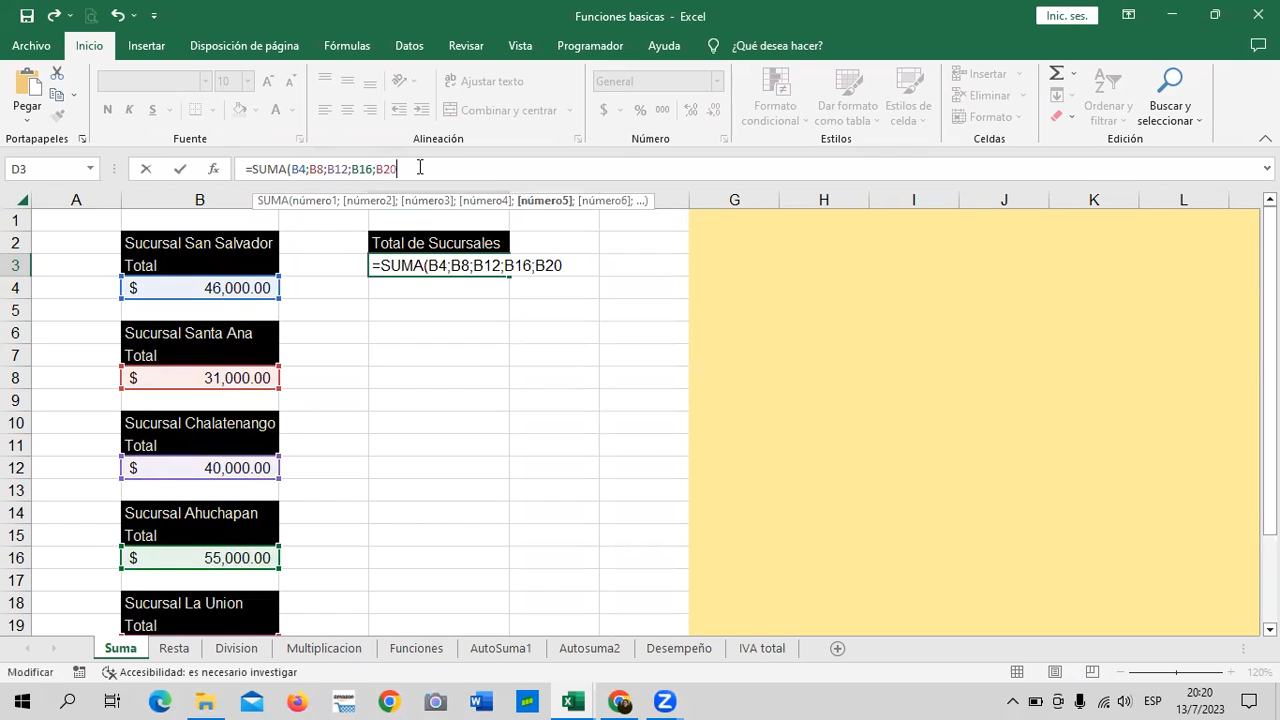 Funciones basicas - Excel
Inic. ses.
Archivo Inicio Insertar Disposición de página Fórmulas Datos Revisar Vista Programador Ayuda ¿Qué desea hacer?
Pegar
10
Ajustar texto
Combinar y centrar
General
$ % 000
Formato condicional
Dar formato como tabla
Estilos de celda
Insertar
Eliminar
Formato
Ordenar y filtrar
Buscar y seleccionar
Portapapeles Fuente Alineación Número Estilos Celdas Edición
D3 =SUMA(B4;B8;B12;B16;B20
SUMA(número1; [número2]; [número3]; [número4]; [número5]; [número6]; ...)
A B G H I J K L
1
2 Sucursal San Salvador Total de Sucursales
3 Total =SUMA(B4;B8;B12;B16;B20
4 $ 46,000.00
5
6 Sucursal Santa Ana
7 Total
8 $ 31,000.00
9
10 Sucursal Chalatenango
11 Total
12 $ 40,000.00
13
14 Sucursal Ahuchapan
15 Total
16 $ 55,000.00
17
18 Sucursal La Union
19 Total
Suma Resta Division Multiplicacion Funciones AutoSuma1 Autosuma2 Desempeño IVA total
Modificar Accesibilidad: es necesario investigar 120%
ESP
20:20
13/7/2023